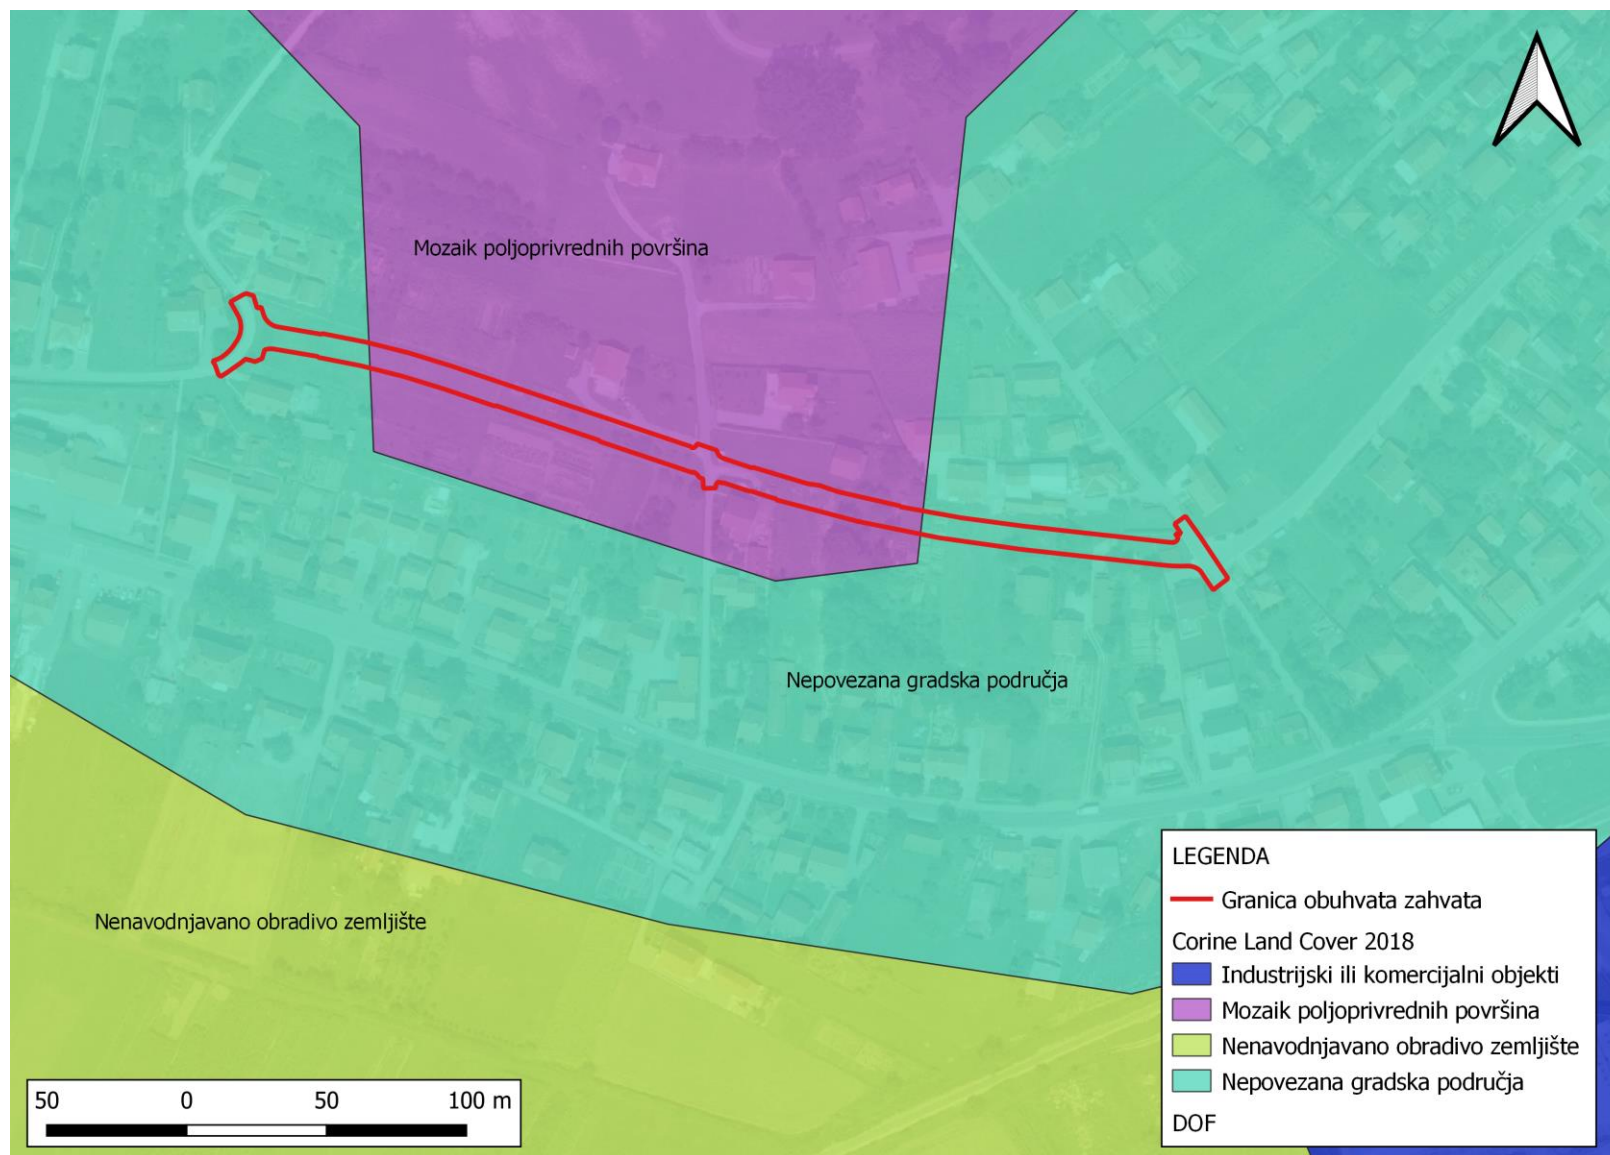 Mozaik poljoprivrednih površina
Nepovezana gradska područja
Nenavodnjavano obradivo zemljište
LEGENDA
Granica obuhvata zahvata
Corine Land Cover 2018
Industrijski ili komercijalni objekti
Mozaik poljoprivrednih površina
Nenavodnjavano obradivo zemljište
Nepovezana gradska područja
DOF
50 0 50 100 m